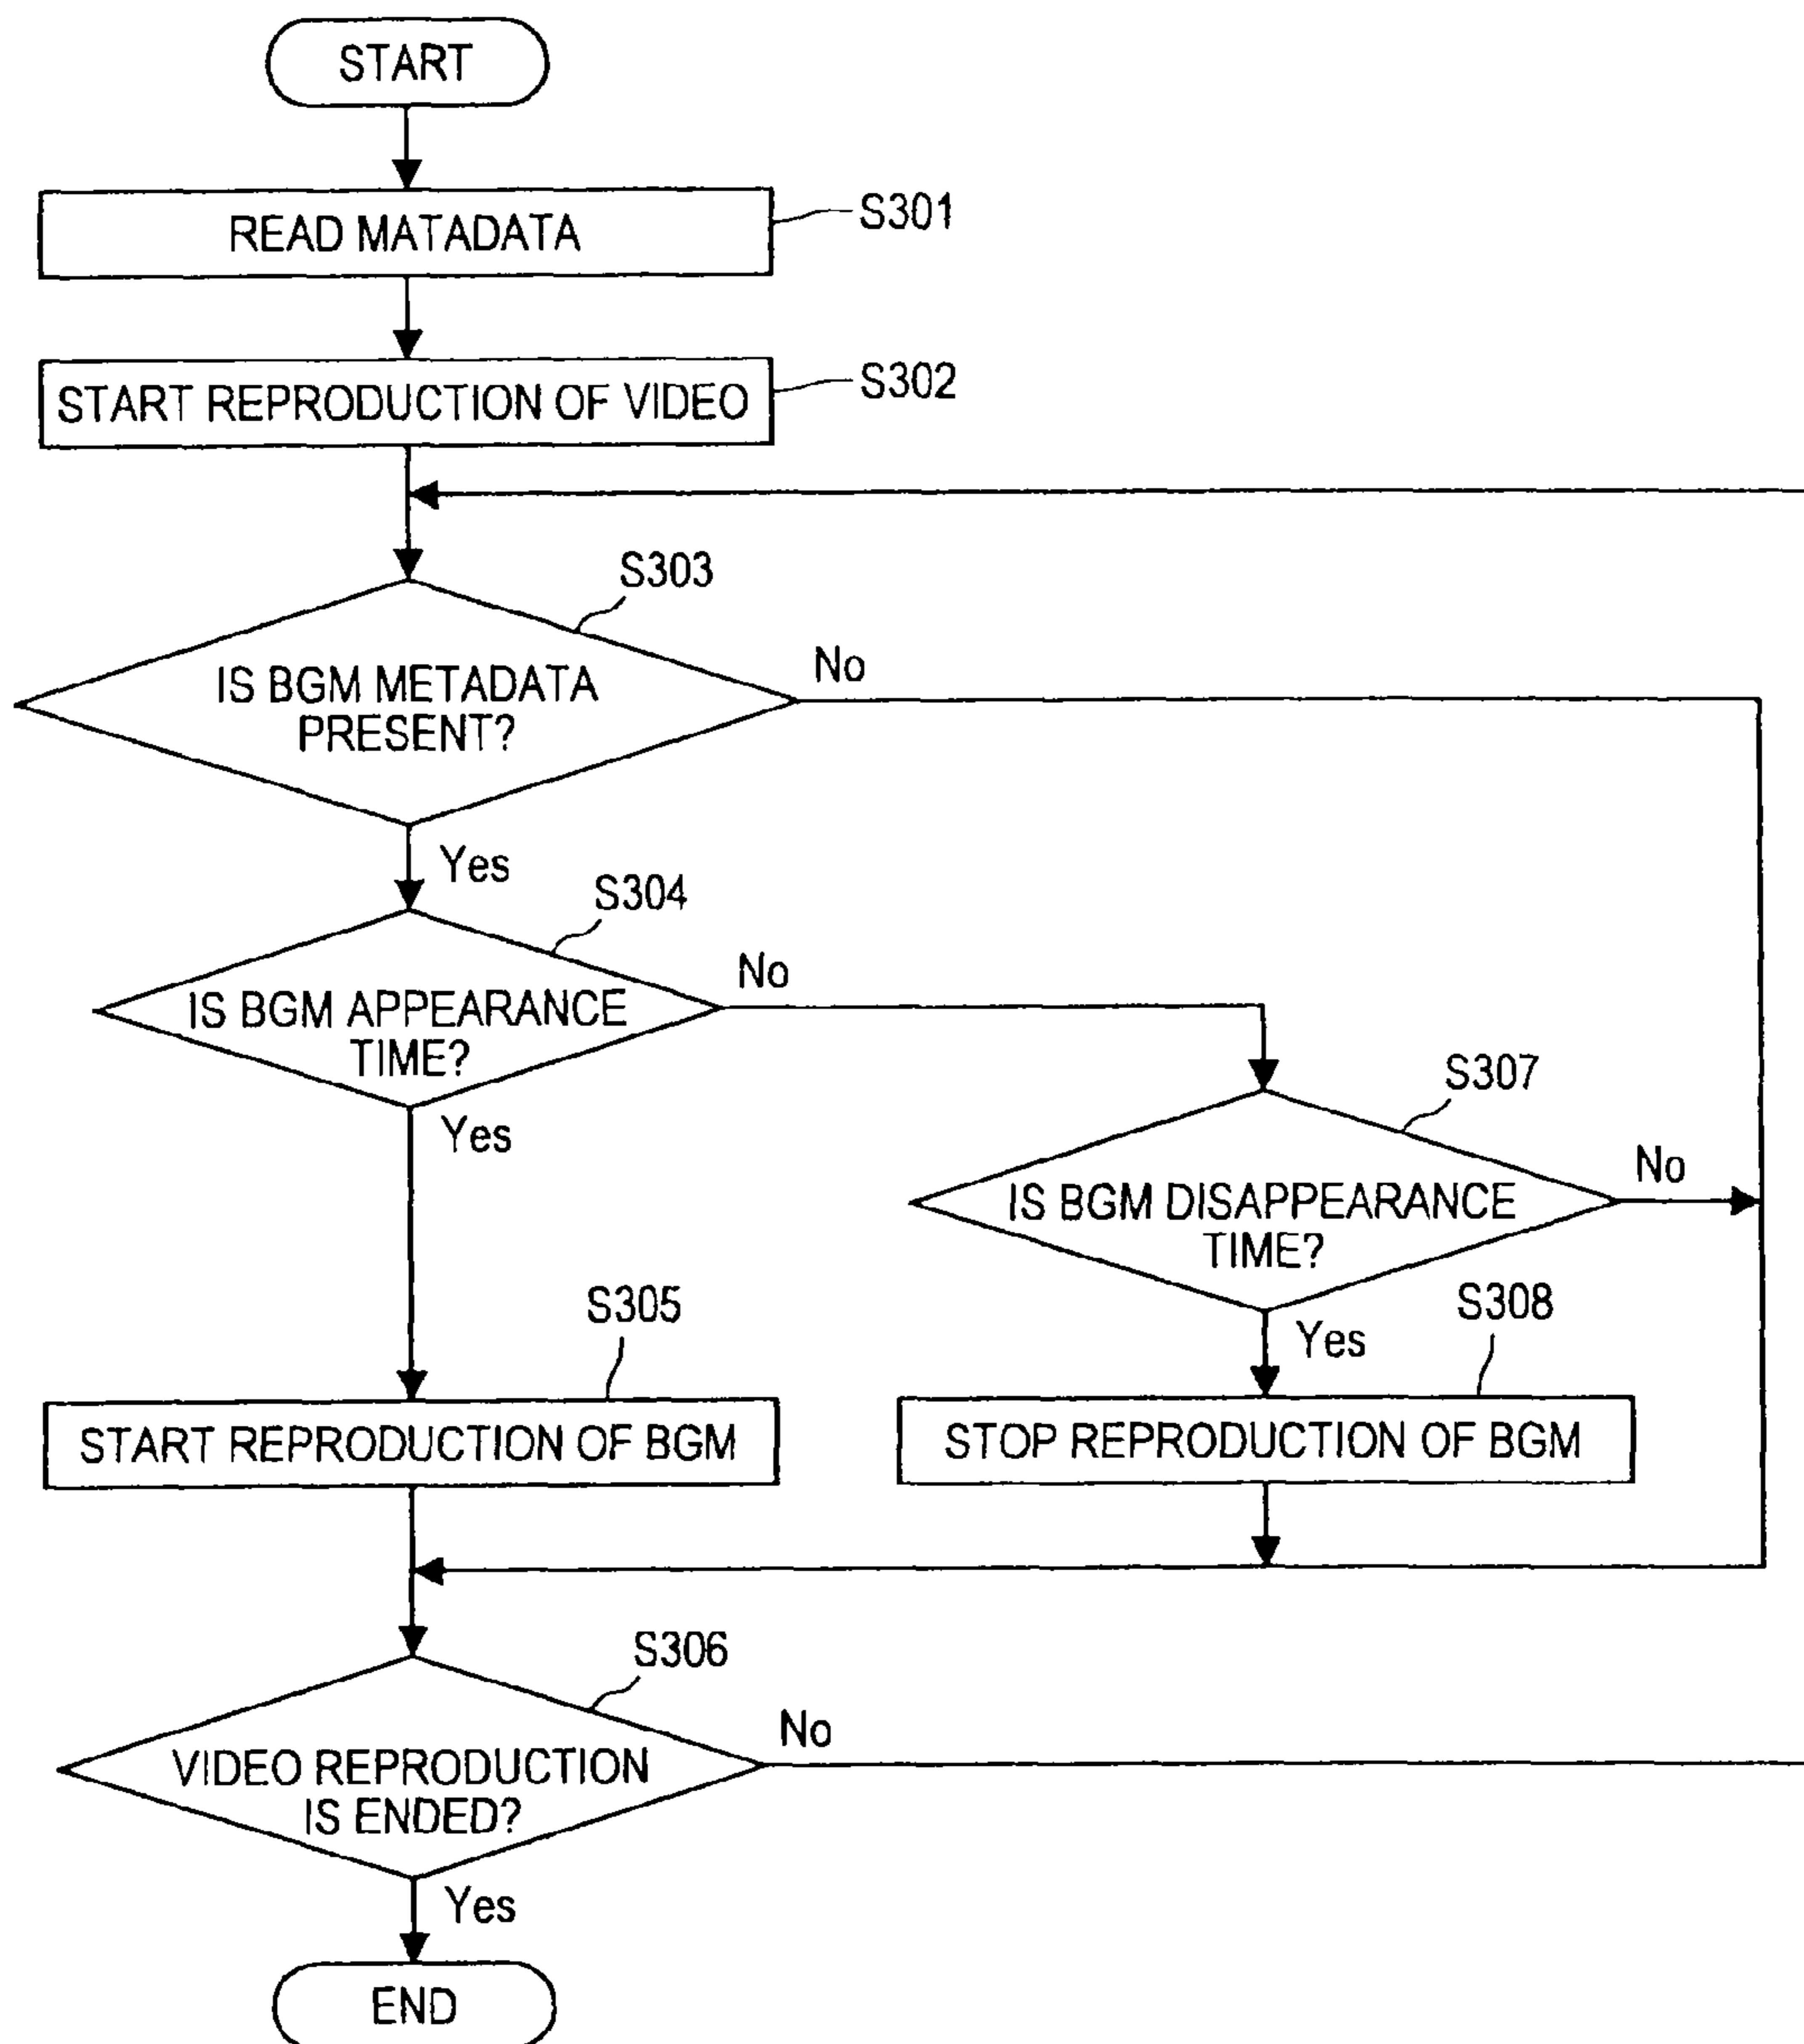 START
READ MATADATA
S301
START REPRODUCTION OF VIDEO
S302
S303
IS BGM METADATA
PRESENT?
No
Yes
S304
IS BGM APPEARANCE
TIME?
No
Yes
S307
IS BGM DISAPPEARANCE
TIME?
No
Yes
S305
START REPRODUCTION OF BGM
S308
STOP REPRODUCTION OF BGM
S306
VIDEO REPRODUCTION
IS ENDED?
No
Yes
END